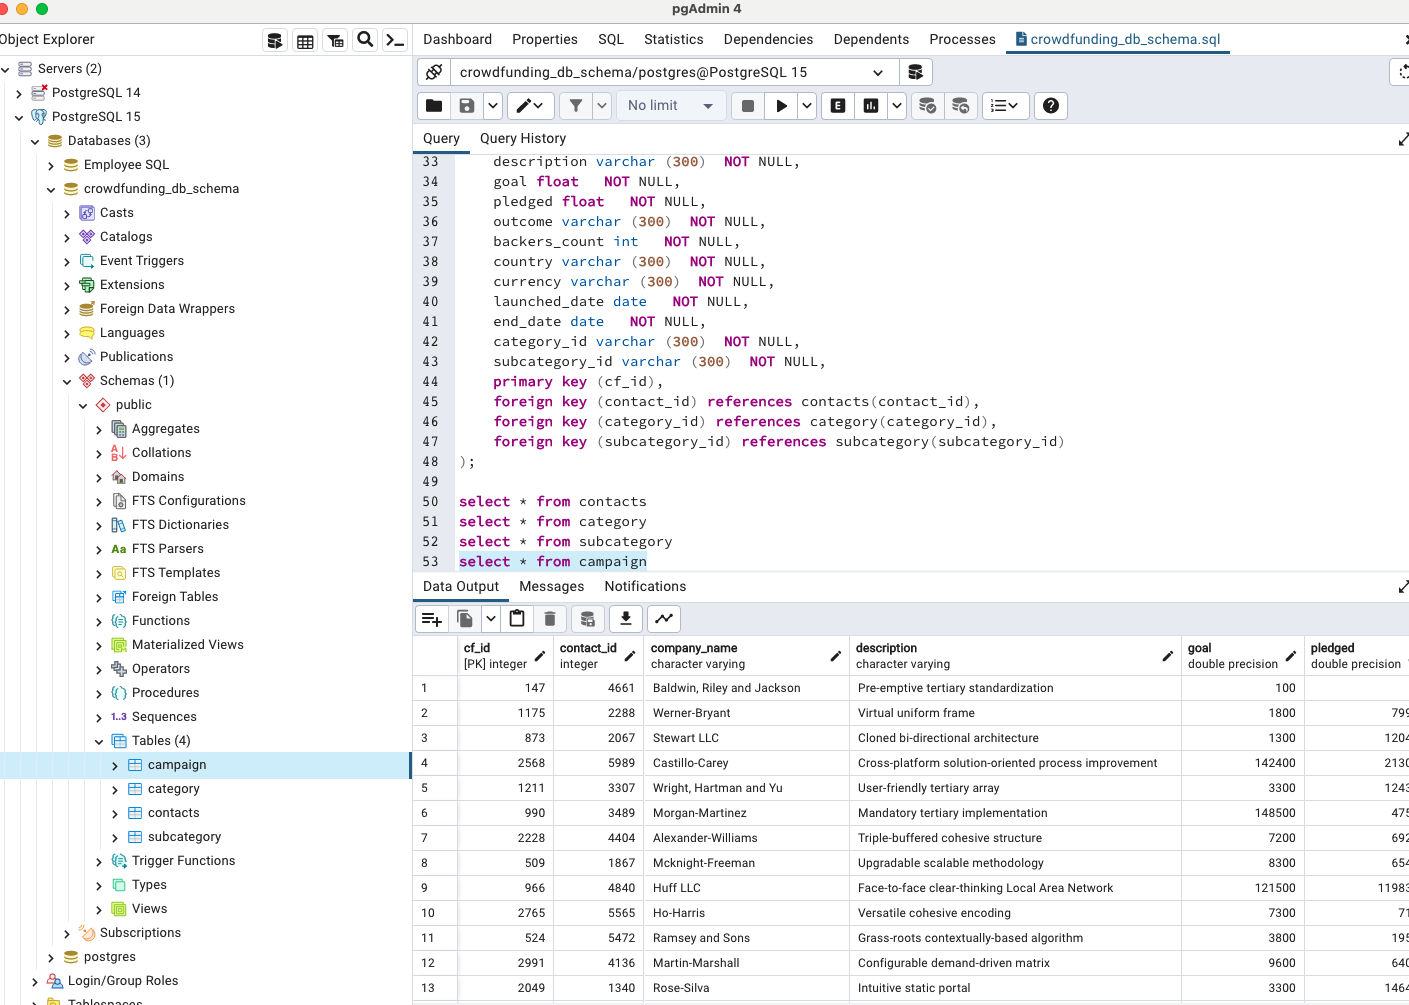 pgAdmin 4
Object Explorer
Dashboard Properties SQL Statistics Dependencies Dependents Processes crowdfunding_db_schema.sql
Servers (2)
PostgreSQL 14
PostgreSQL 15
Databases (3)
Employee SQL
crowdfunding_db_schema
Casts
Catalogs
Event Triggers
Extensions
Foreign Data Wrappers
Languages
Publications
Schemas (1)
public
Aggregates
Collations
Domains
FTS Configurations
FTS Dictionaries
Aa FTS Parsers
FTS Templates
Foreign Tables
Functions
Materialized Views
Operators
Procedures
1..3 Sequences
Tables (4)
campaign
category
contacts
subcategory
Trigger Functions
Types
Views
Subscriptions
postgres
Login/Group Roles
Tablespaces
crowdfunding_db_schema/postgres@PostgreSQL 15
No limit
E
Query Query History
33 description varchar (300) NOT NULL,
34 goal float NOT NULL,
35 pledged float NOT NULL,
36 outcome varchar (300) NOT NULL,
37 backers_count int NOT NULL,
38 country varchar (300) NOT NULL,
39 currency varchar (300) NOT NULL,
40 launched_date date NOT NULL,
41 end_date date NOT NULL,
42 category_id varchar (300) NOT NULL,
43 subcategory_id varchar (300) NOT NULL,
44 primary key (cf_id),
45 foreign key (contact_id) references contacts(contact_id),
46 foreign key (category_id) references category(category_id),
47 foreign key (subcategory_id) references subcategory(subcategory_id)
48 );
49
50 select * from contacts
51 select * from category
52 select * from subcategory
53 select * from campaign
Data Output Messages Notifications
cf_id contact_id company_name description goal pledged
[PK] integer integer character varying character varying double precision double precision
1 147 4661 Baldwin, Riley and Jackson Pre-emptive tertiary standardization 100
2 1175 2288 Werner-Bryant Virtual uniform frame 1800 799
3 873 2067 Stewart LLC Cloned bi-directional architecture 1300 1204
4 2568 5989 Castillo-Carey Cross-platform solution-oriented process improvement 142400 2130
5 1211 3307 Wright, Hartman and Yu User-friendly tertiary array 3300 1243
6 990 3489 Morgan-Martinez Mandatory tertiary implementation 148500 475
7 2228 4404 Alexander-Williams Triple-buffered cohesive structure 7200 692
8 509 1867 Mcknight-Freeman Upgradable scalable methodology 8300 654
9 966 4840 Huff LLC Face-to-face clear-thinking Local Area Network 121500 11983
10 2765 5565 Ho-Harris Versatile cohesive encoding 7300 71
11 524 5472 Ramsey and Sons Grass-roots contextually-based algorithm 3800 195
12 2991 4136 Martin-Marshall Configurable demand-driven matrix 9600 640
13 2049 1340 Rose-Silva Intuitive static portal 3300 1464